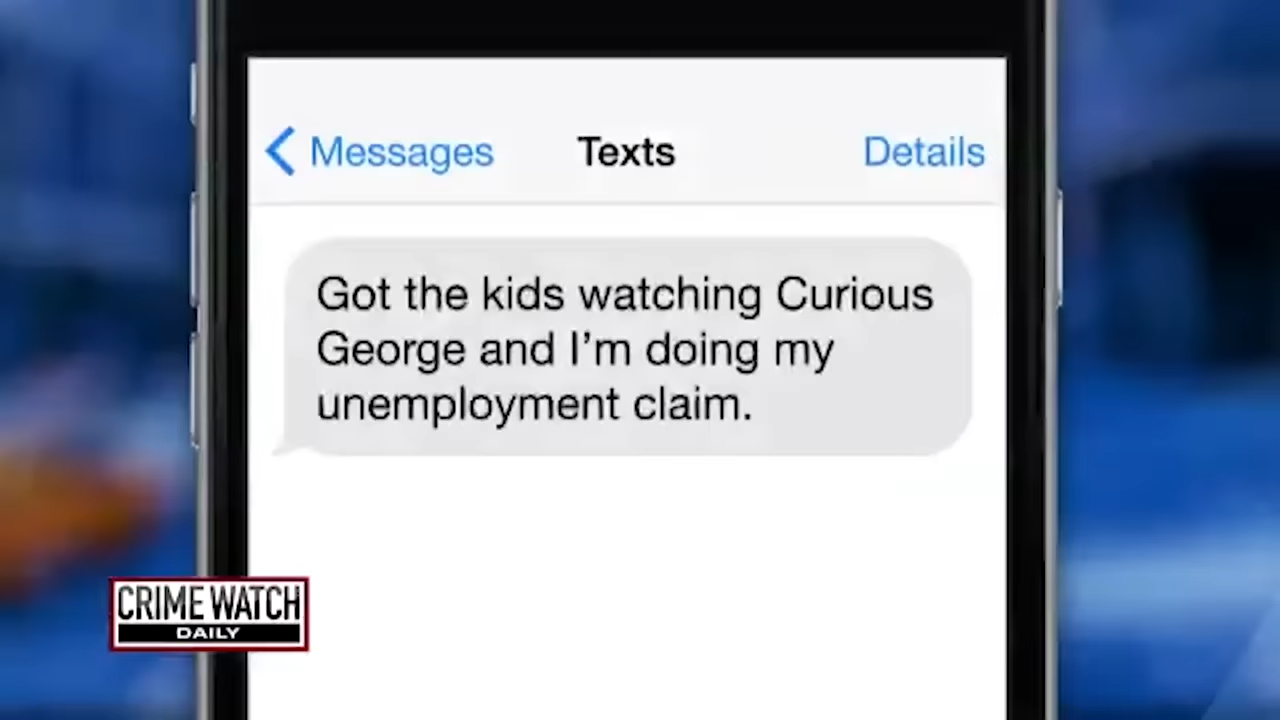 Messages Texts Details
Got the kids watching Curious
George and I’m doing my
unemployment claim.
CRIME WATCH
DAILY